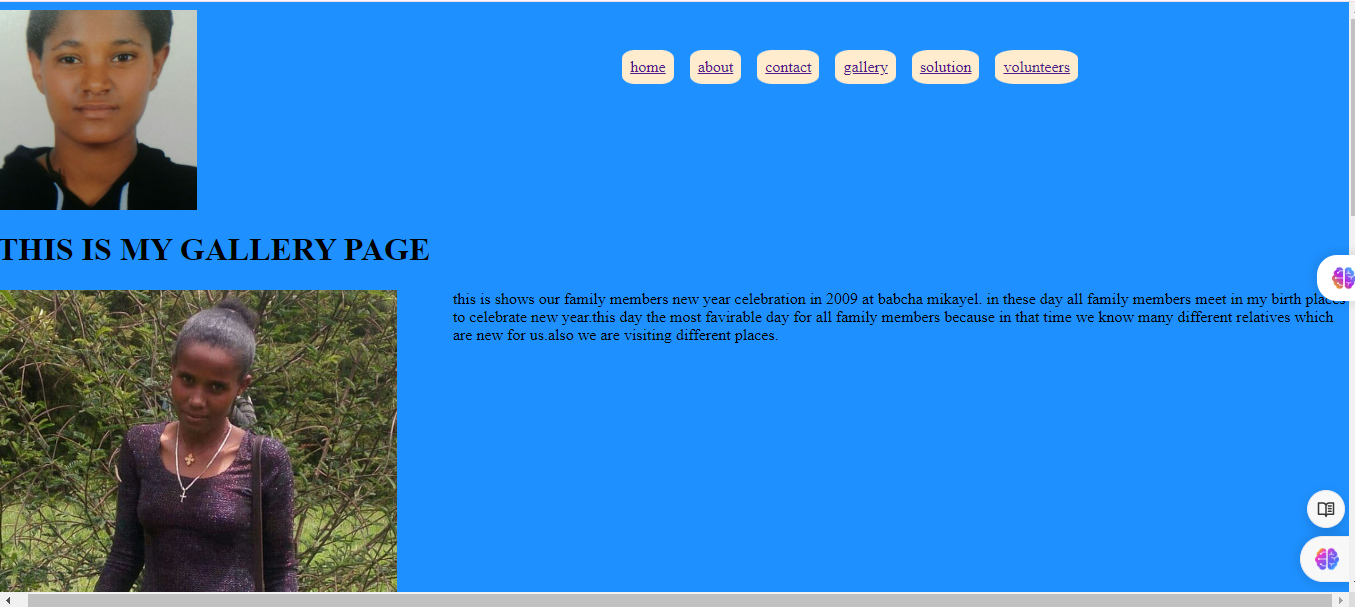 home about contact gallery solution volunteers
THIS IS MY GALLERY PAGE
this is shows our family members new year celebration in 2009 at babcha mikayel. in these day all family members meet in my birth places
to celebrate new year.this day the most favirable day for all family members because in that time we know many different relatives which
are new for us.also we are visiting different places.